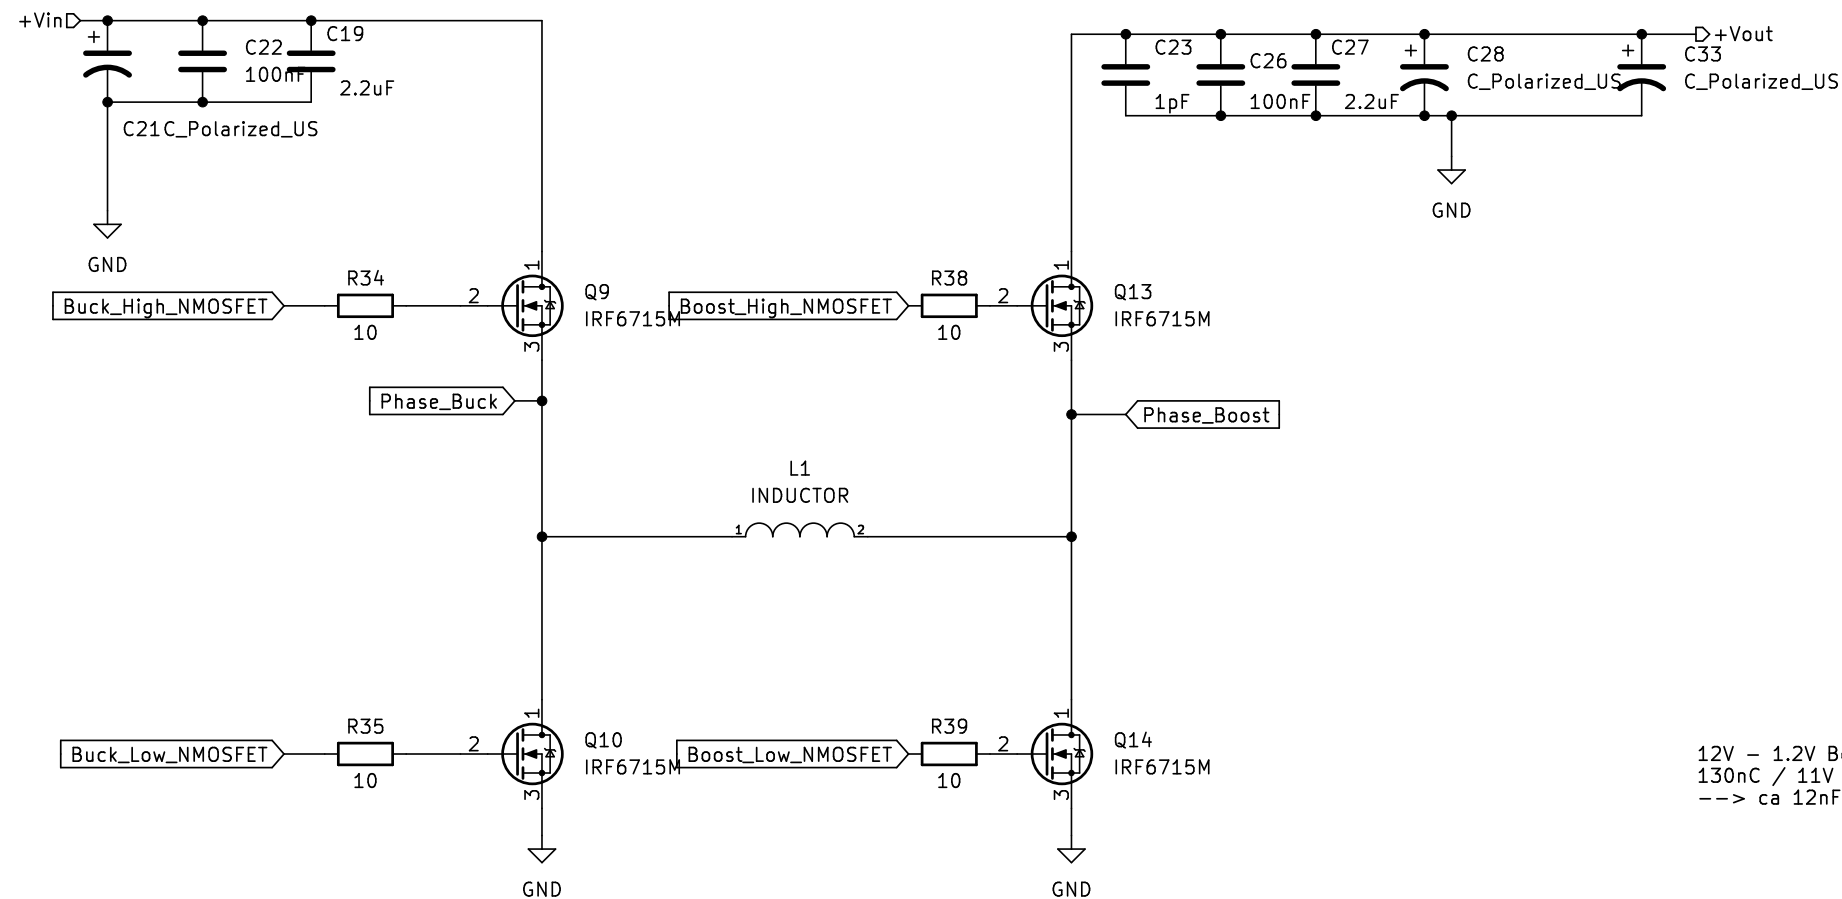 +Vin
+
C22
100nF
C19
2.2uF
C21
C_Polarized_US
GND
+Vout
C23
1pF
C26
100nF
C27
2.2uF
+
C28
C_Polarized_US
+
C33
C_Polarized_US
GND
Buck_High_NMOSFET
R34
10
2
1
3
Q9
IRF6715M
Boost_High_NMOSFET
R38
10
2
1
3
Q13
IRF6715M
Phase_Buck
Phase_Boost
L1
INDUCTOR
1
2
Buck_Low_NMOSFET
R35
10
2
1
3
Q10
IRF6715M
Boost_Low_NMOSFET
R39
10
2
1
3
Q14
IRF6715M
GND
GND
12V - 1.2V
130nC / 11V
--> ca 12nF